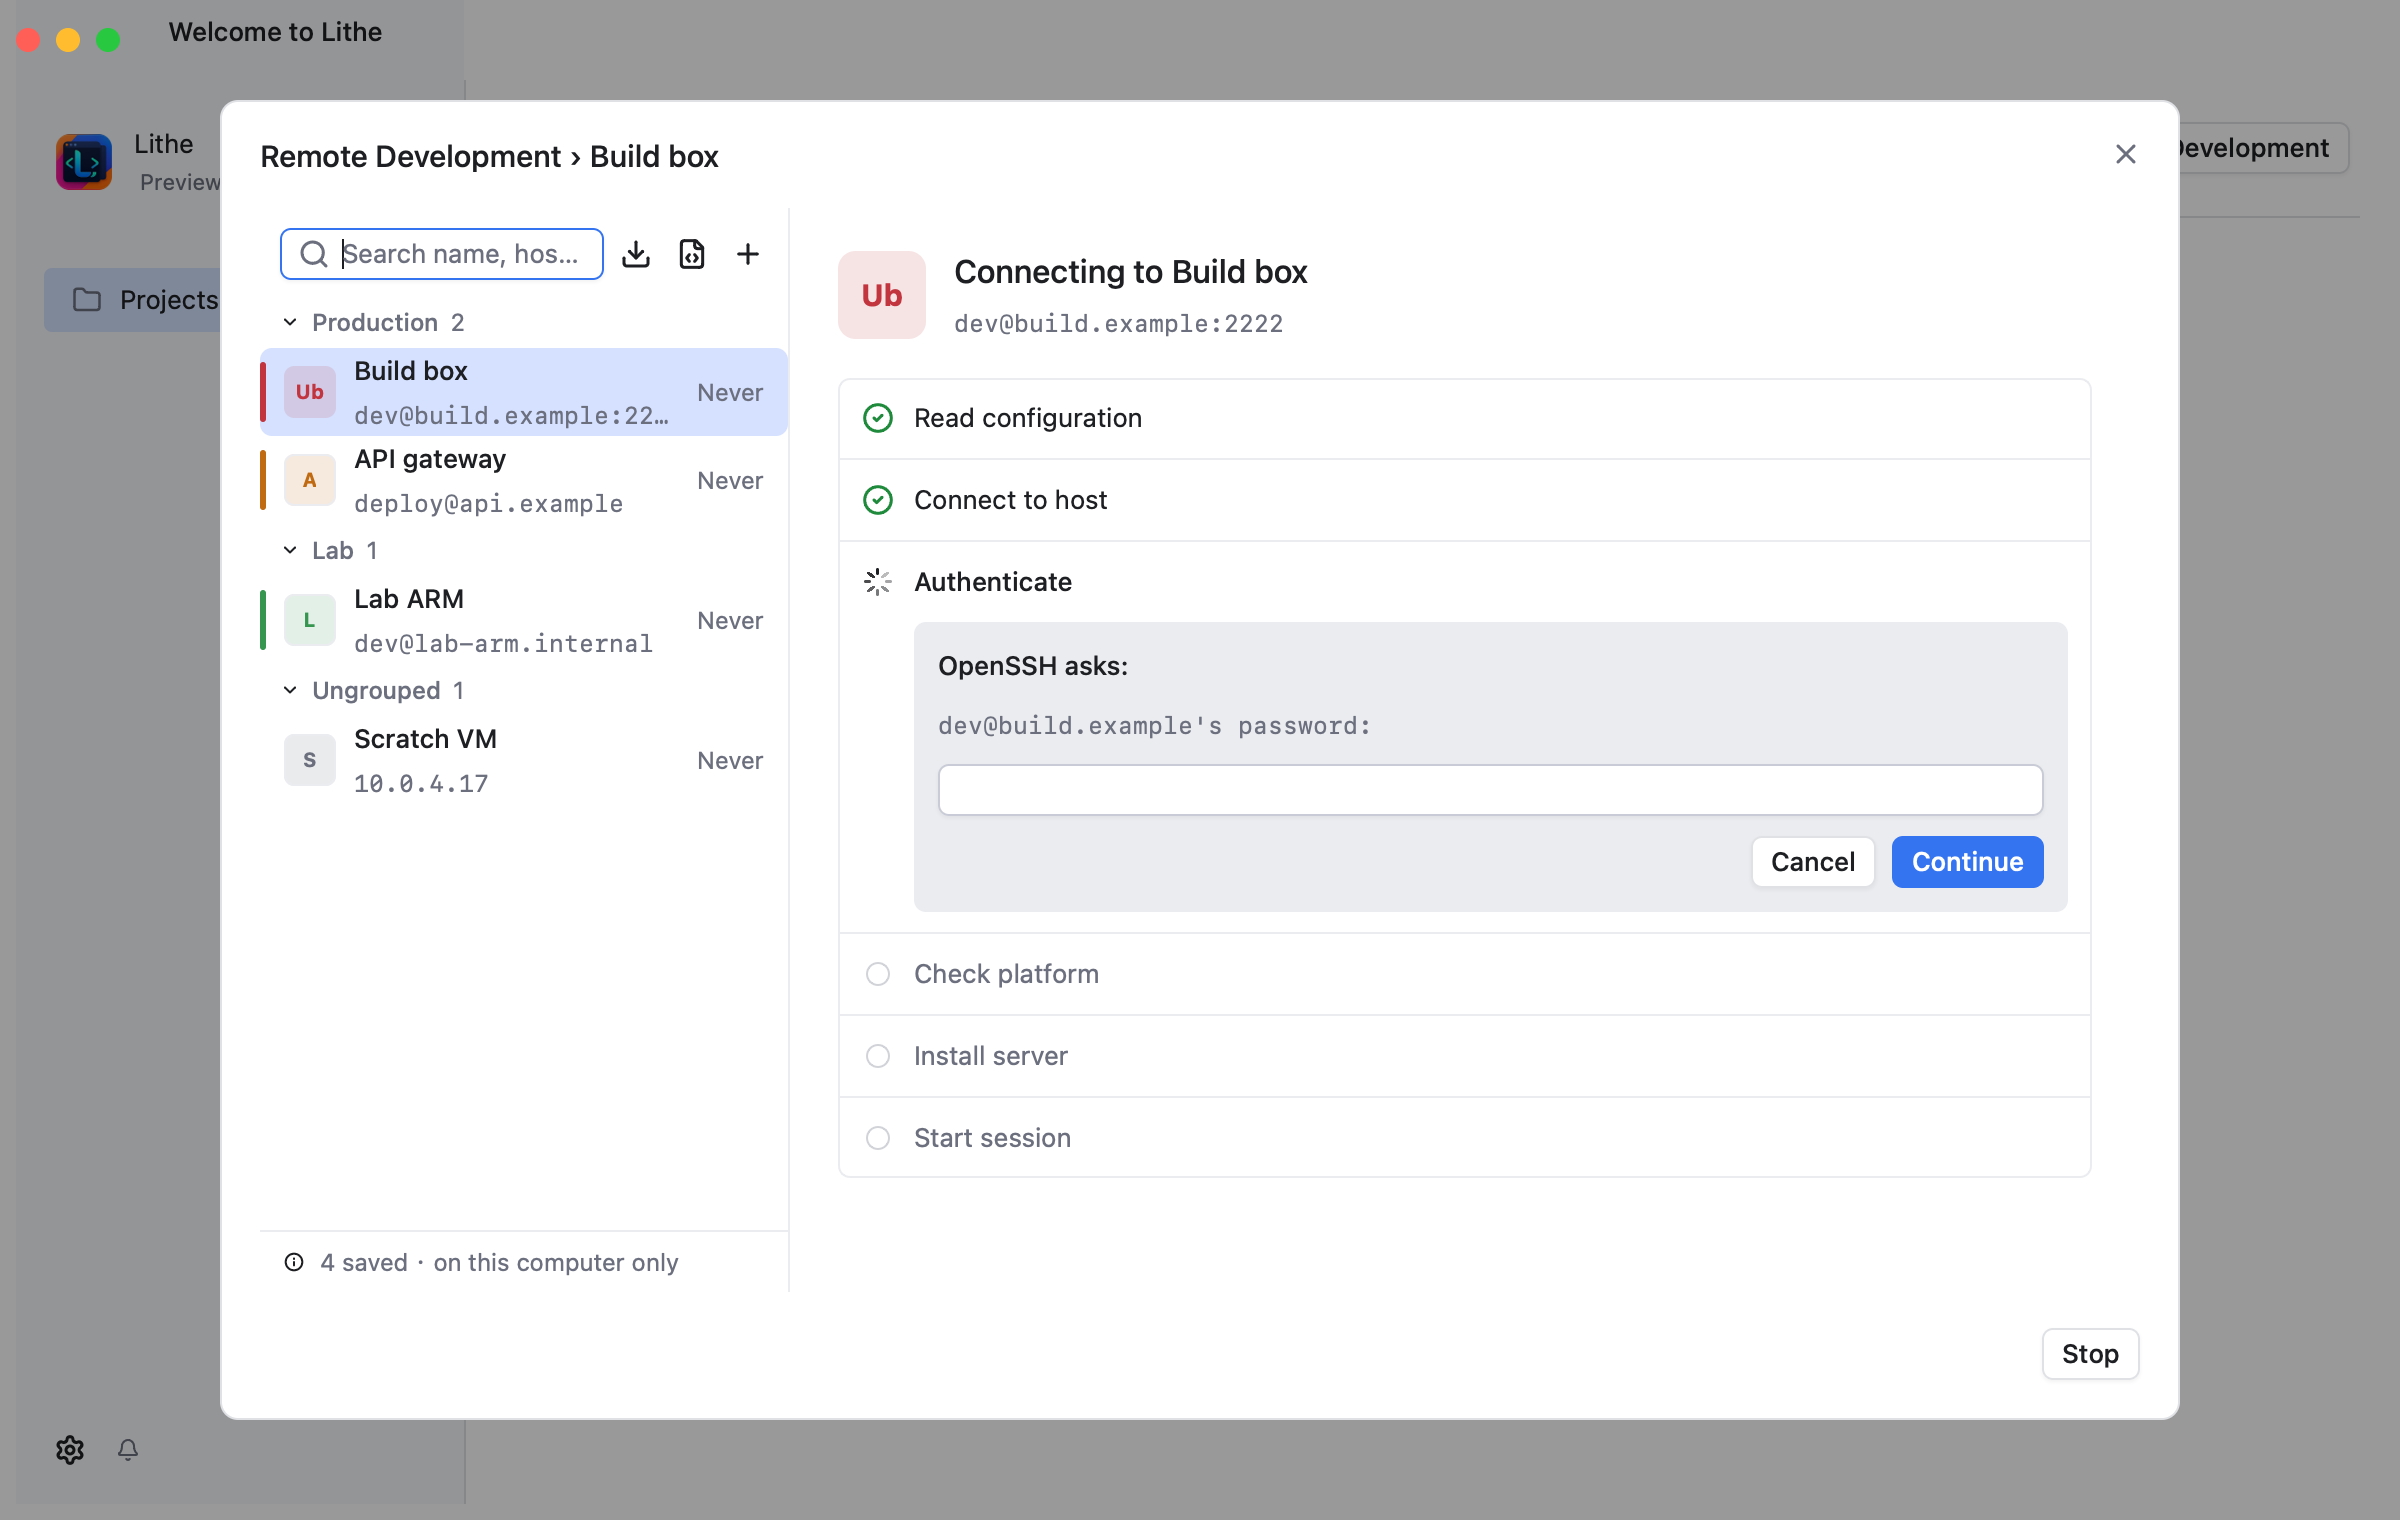 Welcome to Lithe
Lithe
Preview
Projects
Development
Remote Development › Build box
Search name, hos...
Production 2
Ub
Build box
dev@build.example:22…
Never
A
API gateway
deploy@api.example
Never
Lab 1
L
Lab ARM
dev@lab-arm.internal
Never
Ungrouped 1
S
Scratch VM
10.0.4.17
Never
4 saved · on this computer only
Ub
Connecting to Build box
dev@build.example:2222
Read configuration
Connect to host
Authenticate
OpenSSH asks:
dev@build.example's password:
Cancel
Continue
Check platform
Install server
Start session
Stop